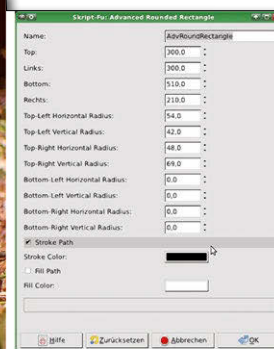 Skript-Fu: Advanced Rounded Rectangle
Name: AdvRoundRectangle
Top: 300,0
Links: 300,0
Bottom: 510,0
Rechts: 210,0
Top-Left Horizontal Radius: 54,0
Top-Left Vertical Radius: 42,0
Top-Right Horizontal Radius: 48,0
Top-Right Vertical Radius: 69,0
Bottom-Left Horizontal Radius: 0,0
Bottom-Left Vertical Radius: 0,0
Bottom-Right Horizontal Radius: 0,0
Bottom-Right Vertical Radius: 0,0
Stroke Path
Stroke Color:
Fill Path
Fill Color:
Hilfe Zurücksetzen Abbrechen OK